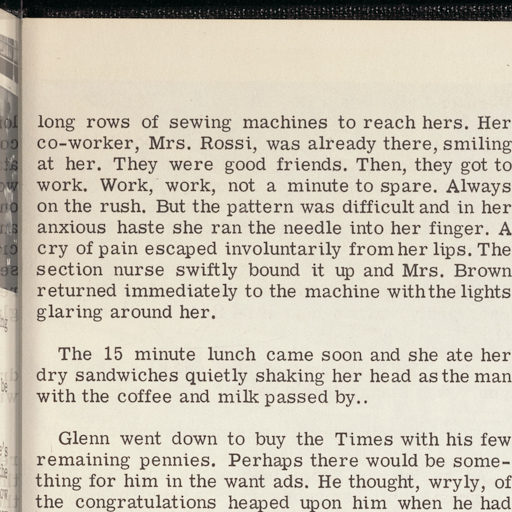 long rows of sewing machines to reach hers. Her
co-worker, Mrs. Rossi, was already there, smiling
at her. They were good friends. Then, they got to
work. Work, work, not a minute to spare. Always
on the rush. But the pattern was difficult and in her
anxious haste she ran the needle into her finger. A
cry of pain escaped involuntarily from her lips. The
section nurse swiftly bound it up and Mrs. Brown
returned immediately to the machine with the lights
glaring around her.
The 15 minute lunch came soon and she ate her
dry sandwiches quietly shaking her head as the man
with the coffee and milk passed by..
Glenn went down to buy the Times with his few
remaining pennies. Perhaps there would be some-
thing for him in the want ads. He thought, wryly, of
the congratulations heaped upon him when he had